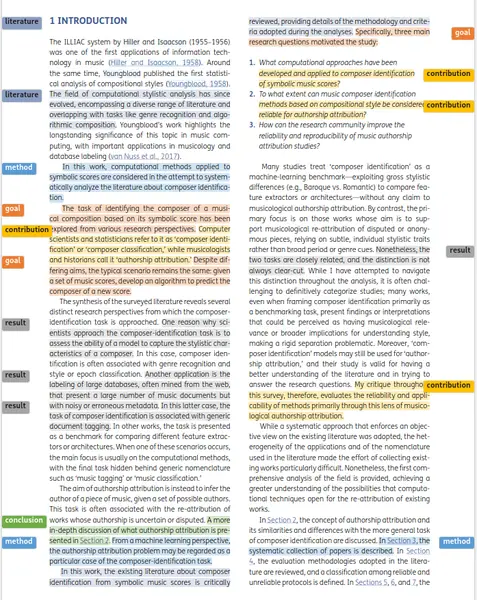 literature
1 INTRODUCTION
The ILLIAC system by Hiller and Isaacson (1955–1956)
was one of the first applications of information tech-
nology in music (Hiller and Isaacson, 1958). Around
the same time, Youngblood published the first statisti-
cal analysis of compositional styles (Youngblood, 1958).
literature
The field of computational stylistic analysis has since
evolved, encompassing a diverse range of literature and
overlapping with tasks like genre recognition and algo-
rithmic composition. Youngblood's work highlights the
longstanding significance of this topic in music com-
puting, with important applications in musicology and
database labeling (van Nuss et al., 2017).
method
In this work, computational methods applied to
symbolic scores are considered in the attempt to system-
atically analyze the literature about composer identifica-
tion.
goal
The task of identifying the composer of a musi-
cal composition based on its symbolic score has been
contribution
explored from various research perspectives. Computer
scientists and statisticians refer to it as 'composer identi-
fication' or 'composer classification,' while musicologists
and historians call it 'authorship attribution.' Despite dif-
goal
fering aims, the typical scenario remains the same: given
a set of music scores, develop an algorithm to predict the
composer of a new score.
The synthesis of the surveyed literature reveals several
distinct research perspectives from which the composer-
result
identification task is approached. One reason why sci-
entists approach the composer-identification task is to
assess the ability of a model to capture the stylistic char-
acteristics of a composer. In this case, composer iden-
tification is often associated with genre recognition and
style or epoch classification. Another application is the
result
labeling of large databases, often mined from the web,
that present a large number of music documents but
result
with noisy or erroneous metadata. In this latter case, the
task of composer identification is associated with generic
document tagging. In other works, the task is presented
as a benchmark for comparing different feature extrac-
tors or architectures. When one of these scenarios occurs,
the main focus is usually on the computational methods,
with the final task hidden behind generic nomenclature
such as 'music tagging' or 'music classification.'
The aim of authorship attribution is instead to infer the
author of a piece of music, given a set of possible authors.
This task is often associated with the re-attribution of
conclusion
works whose authorship is uncertain or disputed. A more
in-depth discussion of what authorship attribution is pre-
method
sented in Section 2. From a machine learning perspective,
the authorship attribution problem may be regarded as a
particular case of the composer-identification task.
In this work, the existing literature about composer
identification from symbolic music scores is critically
reviewed, providing details of the methodology and crite-
ria adopted during the analyses. Specifically, three main
goal
research questions motivated the study:
1. What computational approaches have been
developed and applied to composer identification
contribution
of symbolic music scores?
2. To what extent can music composer identification
methods based on compositional style be considered
contribution
reliable for authorship attribution?
3. How can the research community improve the
reliability and reproducibility of music authorship
attribution studies?
Many studies treat 'composer identification' as a
machine-learning benchmark—exploiting gross stylistic
differences (e.g., Baroque vs. Romantic) to compare fea-
ture extractors or architectures—without any claim to
musicological authorship attribution. By contrast, the pri-
mary focus is on those works whose aim is to sup-
port musicological re-attribution of disputed or anony-
mous pieces, relying on subtle, individual stylistic traits
rather than broad period or genre cues. Nonetheless, the
result
two tasks are closely related, and the distinction is not
always clear-cut. While I have attempted to navigate
this distinction throughout the analysis, it is often chal-
lenging to definitively categorize studies; many works,
even when framing composer identification primarily as
a benchmarking task, present findings or interpretations
that could be perceived as having musicological rele-
vance or broader implications for understanding style,
making a rigid separation problematic. Moreover, 'com-
poser identification' models may still be used for 'author-
ship attribution,' and their study is valid for having a
better understanding of the literature and in trying to
answer the research questions. My critique throughout
contribution
this survey, therefore, evaluates the reliability and appli-
cability of methods primarily through this lens of musico-
logical authorship attribution.
While a systematic approach that enforces an objec-
tive view on the existing literature was adopted, the het-
erogeneity of the applications and of the nomenclature
used in the literature made the effort of collecting exist-
ing works particularly difficult. Nonetheless, the first com-
prehensive analysis of the field is provided, achieving a
greater understanding of the possibilities that computa-
tional techniques open for the re-attribution of existing
works.
In Section 2, the concept of authorship attribution and
its similarities and differences with the more general task
of composer identification are discussed. In Section 3, the
method
systematic collection of papers is described. In Section
4, the evaluation methodologies adopted in the litera-
ture are reviewed, and a classification among reliable and
unreliable protocols is defined. In Sections 5, 6, and 7, the